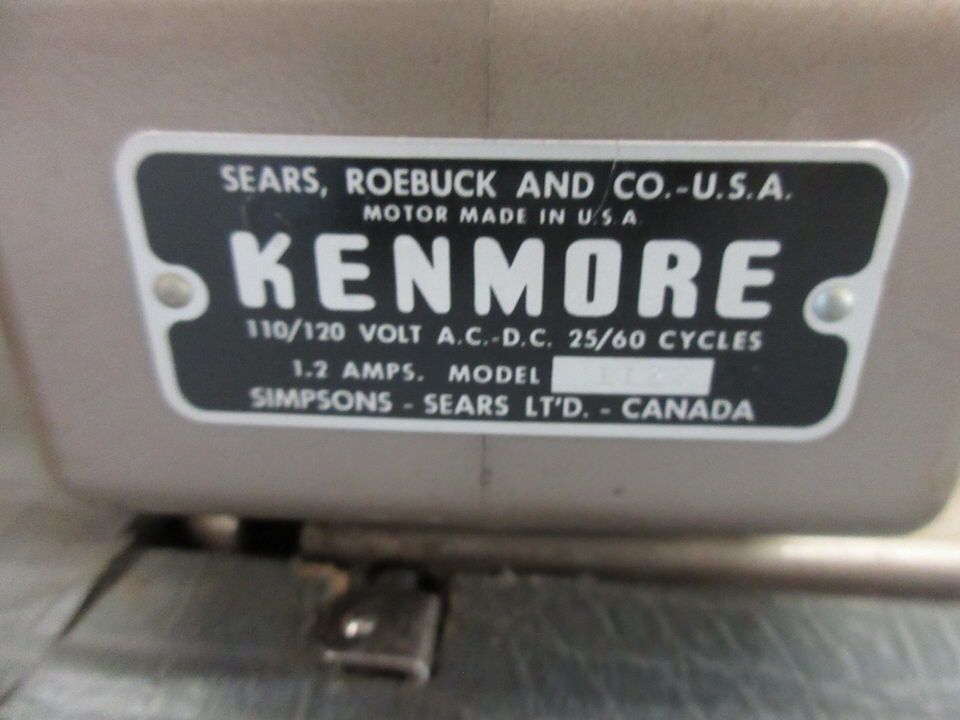 SEARS, ROEBUCK AND CO.-U.S.A.
MOTOR MADE IN U.S.A.
KENMORE
110/120 VOLT A.C.-D.C. 25/60 CYCLES
1.2 AMPS. MODEL
SIMPSONS - SEARS LT'D. - CANADA